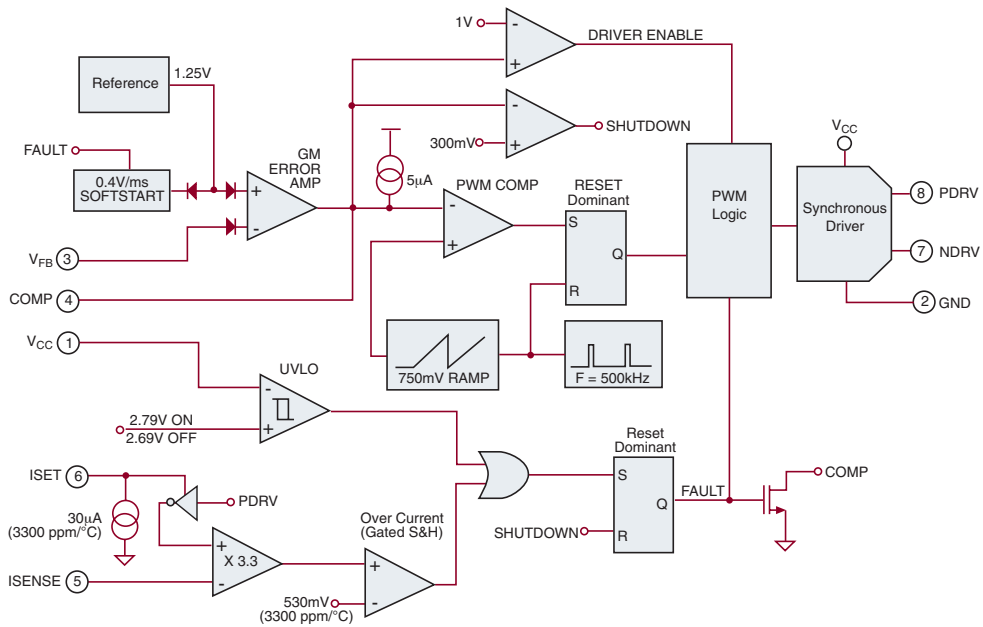 1V
-
+
DRIVER ENABLE
Reference
1.25V
-
+
300mV
SHUTDOWN
FAULT
0.4V/ms
SOFTSTART
GM
ERROR
AMP
+
-
5µA
PWM COMP
-
+
RESET
Dominant
S
Q
R
PWM
Logic
VCC
Synchronous
Driver
8 PDRV
7 NDRV
2 GND
VFB 3
COMP 4
VCC 1
750mV RAMP
F = 500kHz
UVLO
-
+
2.79V ON
2.69V OFF
ISET 6
30µA
(3300 ppm/°C)
PDRV
+
-
X 3.3
ISENSE 5
Over Current
(Gated S&H)
+
-
530mV
(3300 ppm/°C)
Reset
Dominant
S
Q
R
SHUTDOWN
FAULT
COMP